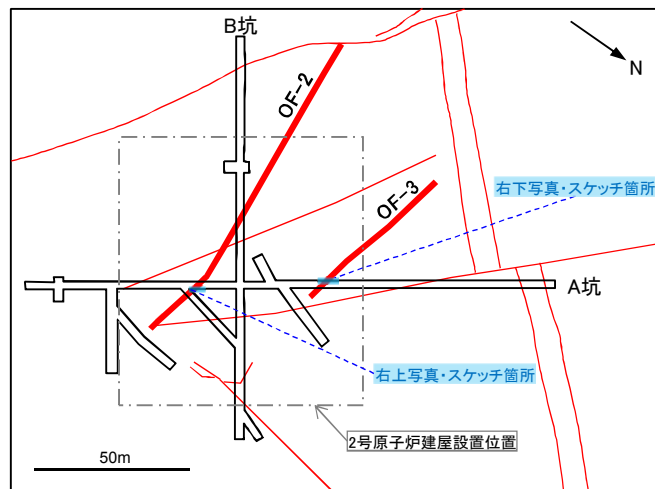 B坑
N
OF-2
OF-3
右下写真・スケッチ箇所
A坑
右上写真・スケッチ箇所
2号原子炉建屋設置位置
50m